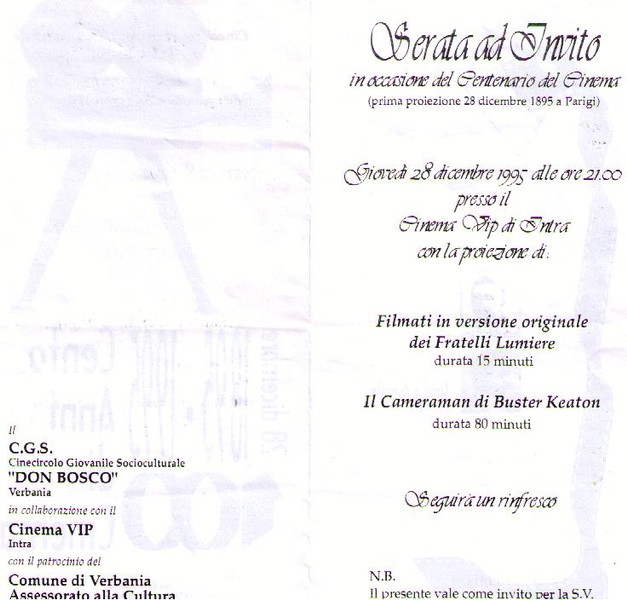 Serata ad Invito
in occasione del Centenario del Cinema
(prima proiezione 28 dicembre 1895 a Parigi)
Giovedì 28 dicembre 1995 alle ore 21.00
presso il
Cinema Vip di Intra
con la proiezione di:
Filmati in versione originale
dei Fratelli Lumiere
durata 15 minuti
Il Cameraman di Buster Keaton
durata 80 minuti
Seguirà un rinfresco
N.B.
Il presente vale come invito per la S.V.
Il
C.G.S.
Cinecircolo Giovanile Socioculturale
"DON BOSCO"
Verbania
in collaborazione con il
Cinema VIP
Intra
con il patrocinio del
Comune di Verbania
Assessorato alla Cultura